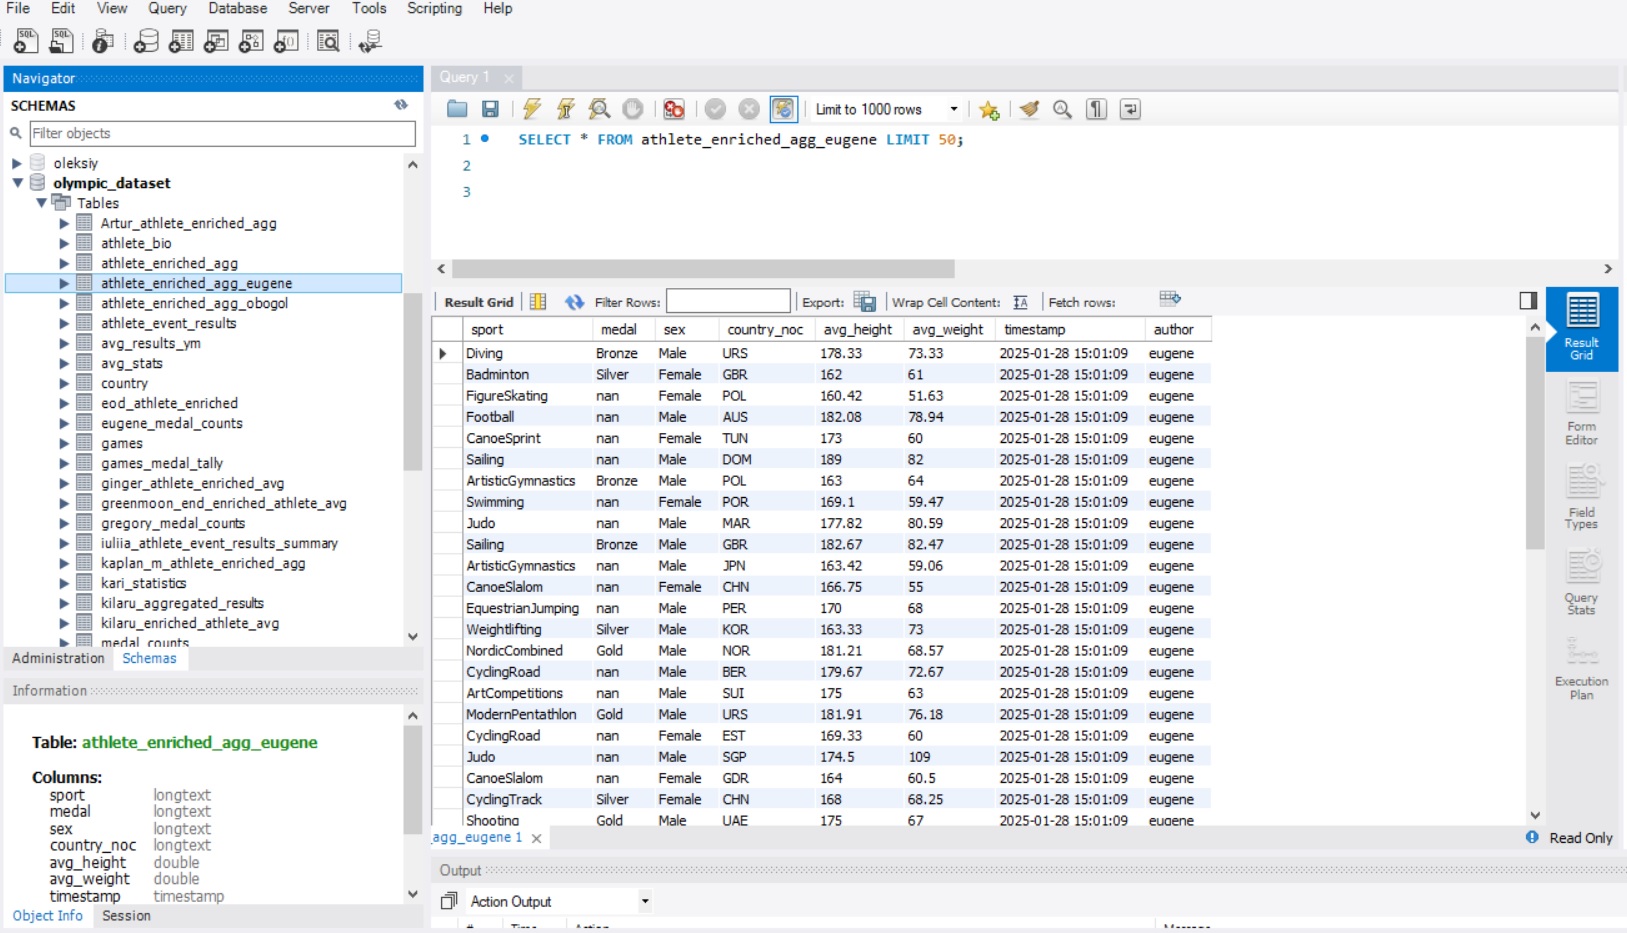 File Edit View Query Database Server Tools Scripting Help
Navigator
SCHEMAS
Filter objects
oleksiy
olympic_dataset
Tables
Artur_athlete_enriched_agg
athlete_bio
athlete_enriched_agg
athlete_enriched_agg_eugene
athlete_enriched_agg_obogol
athlete_event_results
avg_results_ym
avg_stats
country
eod_athlete_enriched
eugene_medal_counts
games
games_medal_tally
ginger_athlete_enriched_avg
greenmoon_end_enriched_athlete_avg
gregory_medal_counts
iuliia_athlete_event_results_summary
kaplan_m_athlete_enriched_agg
kari_statistics
kilaru_aggregated_results
kilaru_enriched_athlete_avg
medal_counts
Administration Schemas
Information
Table: athlete_enriched_agg_eugene
Columns:
sport longtext
medal longtext
sex longtext
country_noc longtext
avg_height double
avg_weight double
timestamp timestamp
Object Info Session
Query 1
Limit to 1000 rows
1 SELECT * FROM athlete_enriched_agg_eugene LIMIT 50;
2
3
Result Grid Filter Rows: Export: Wrap Cell Content: Fetch rows:
sport medal sex country_noc avg_height avg_weight timestamp author
Diving Bronze Male URS 178.33 73.33 2025-01-28 15:01:09 eugene
Badminton Silver Female GBR 162 61 2025-01-28 15:01:09 eugene
FigureSkating nan Female POL 160.42 51.63 2025-01-28 15:01:09 eugene
Football nan Male AUS 182.08 78.94 2025-01-28 15:01:09 eugene
CanoeSprint nan Female TUN 173 60 2025-01-28 15:01:09 eugene
Sailing nan Male DOM 189 82 2025-01-28 15:01:09 eugene
ArtisticGymnastics Bronze Male POL 163 64 2025-01-28 15:01:09 eugene
Swimming nan Female POR 169.1 59.47 2025-01-28 15:01:09 eugene
Judo nan Male MAR 177.82 80.59 2025-01-28 15:01:09 eugene
Sailing Bronze Male GBR 182.67 82.47 2025-01-28 15:01:09 eugene
ArtisticGymnastics nan Male JPN 163.42 59.06 2025-01-28 15:01:09 eugene
CanoeSlalom nan Female CHN 166.75 55 2025-01-28 15:01:09 eugene
EquestrianJumping nan Male PER 170 68 2025-01-28 15:01:09 eugene
Weightlifting Silver Male KOR 163.33 73 2025-01-28 15:01:09 eugene
NordicCombined Gold Male NOR 181.21 68.57 2025-01-28 15:01:09 eugene
CyclingRoad nan Male BER 179.67 72.67 2025-01-28 15:01:09 eugene
ArtCompetitions nan Male SUI 175 63 2025-01-28 15:01:09 eugene
ModernPentathlon Gold Male URS 181.91 76.18 2025-01-28 15:01:09 eugene
CyclingRoad nan Female EST 169.33 60 2025-01-28 15:01:09 eugene
Judo nan Male SGP 174.5 109 2025-01-28 15:01:09 eugene
CanoeSlalom nan Female GDR 164 60.5 2025-01-28 15:01:09 eugene
CyclingTrack Silver Female CHN 168 68.25 2025-01-28 15:01:09 eugene
Shooting Gold Male UAE 175 67 2025-01-28 15:01:09 eugene
Result
Grid
Form
Editor
Field
Types
Query
Stats
Execution
Plan
_agg_eugene 1
Read Only
Output
Action Output
# Time Action Message